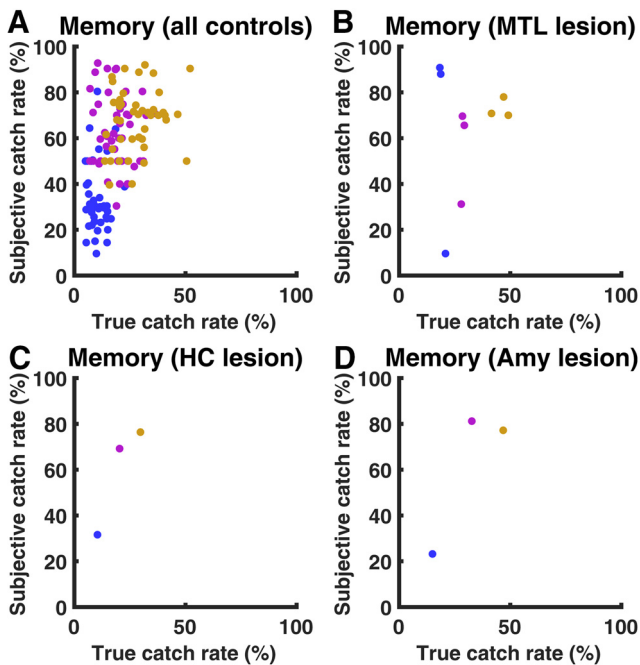 A Memory (all controls)
Subjective catch rate (%)
100
80
60
40
20
0
0 50 100
True catch rate (%)
B Memory (MTL lesion)
Subjective catch rate (%)
100
80
60
40
20
0
0 50 100
True catch rate (%)
C Memory (HC lesion)
Subjective catch rate (%)
100
80
60
40
20
0
0 50 100
True catch rate (%)
D Memory (Amy lesion)
Subjective catch rate (%)
100
80
60
40
20
0
0 50 100
True catch rate (%)